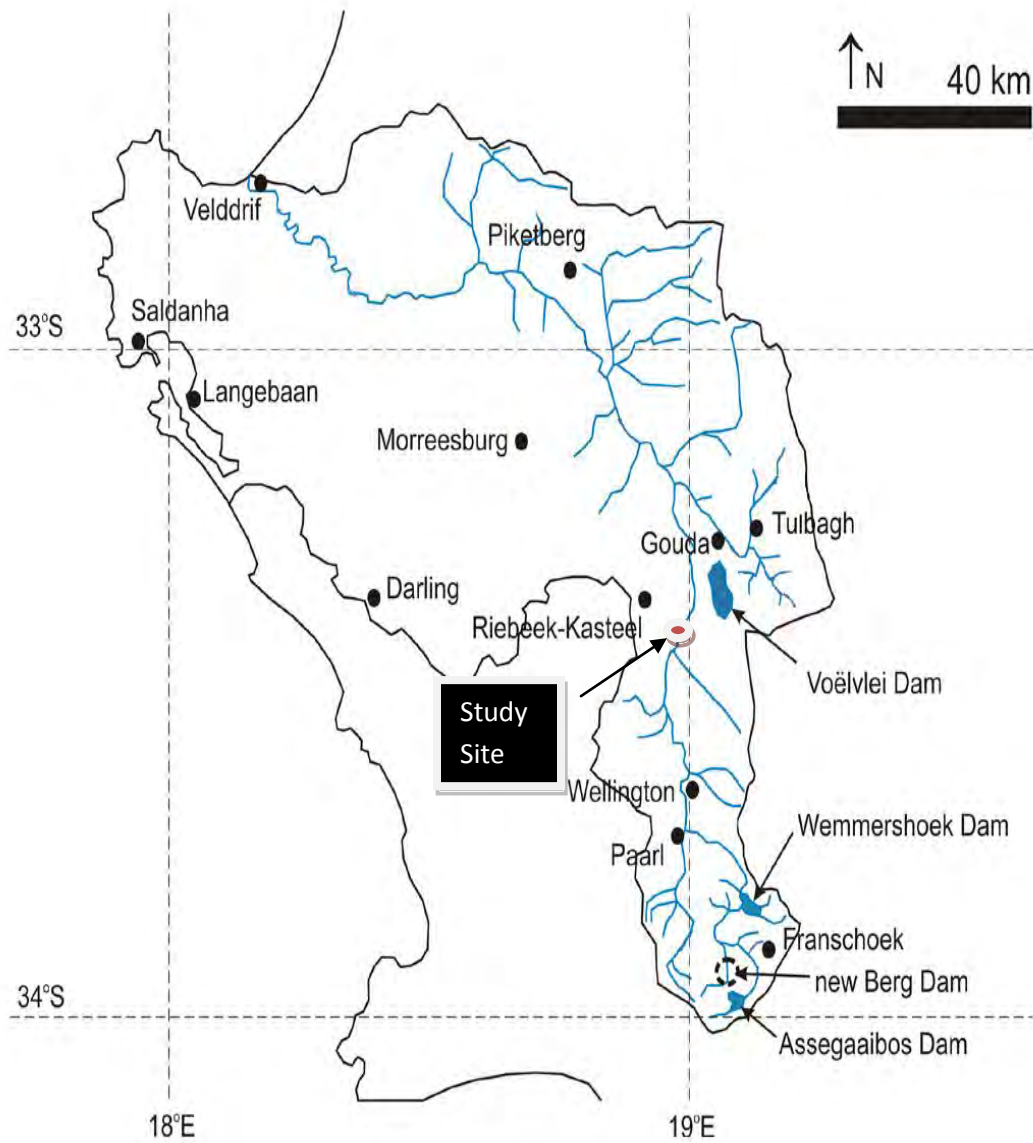 N 40 km
Velddrif
Piketberg
Saldanha
33°S
Langebaan
Morreesburg
Tulbagh
Gouda
Darling
Riebeek-Kasteel
Voëlvlei Dam
Study
Site
Wellington
Wemmershoek Dam
Paarl
Franschoek
new Berg Dam
34°S
Assegaaibos Dam
18°E
19°E